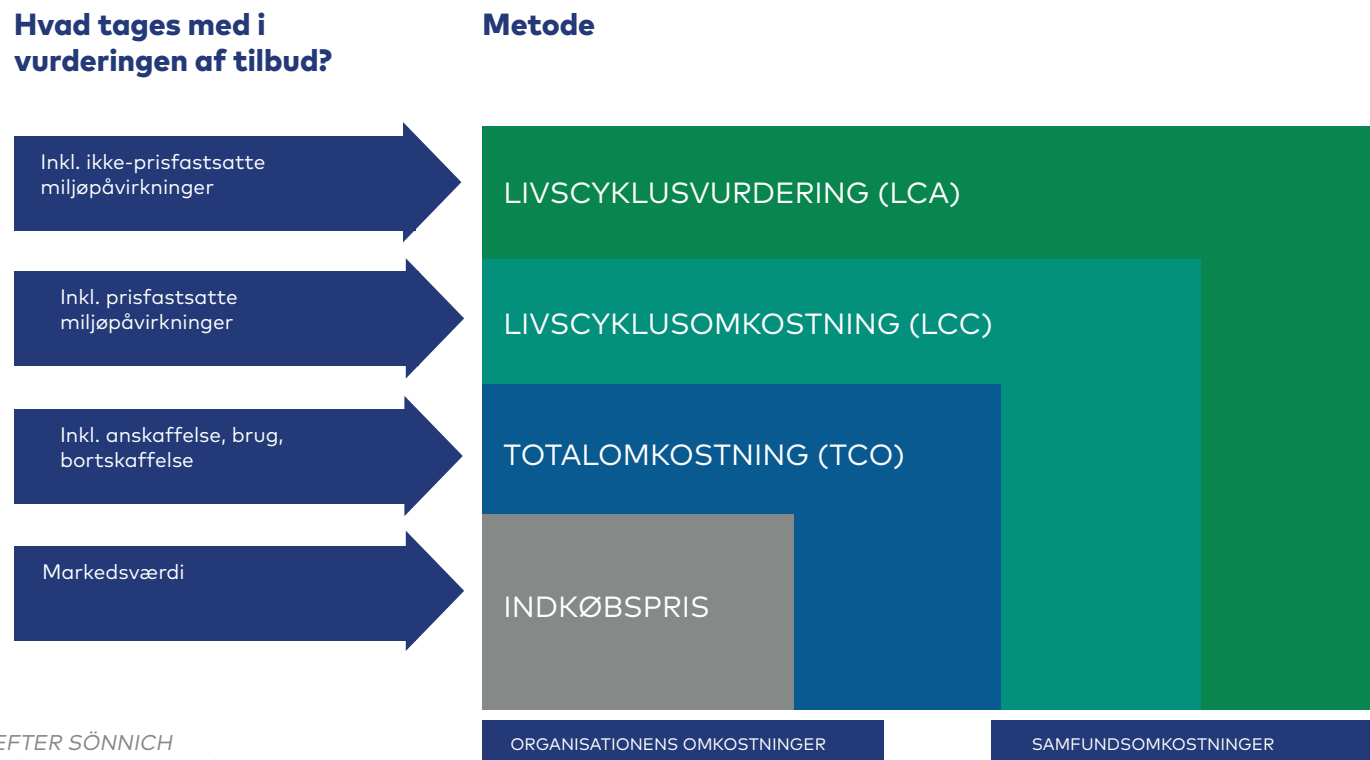 Hvad tages med i
vurderingen af tilbud?
Metode
Inkl. ikke-prisfastsatte
miljøpåvirkninger
LIVSCYKLUSVURDERING (LCA)
Inkl. prisfastsatte
miljøpåvirkninger
LIVSCYKLUSOMKOSTNING (LCC)
Inkl. anskaffelse, brug,
bortskaffelse
TOTALOMKOSTNING (TCO)
Markedsværdi
INDKØBSPRIS
EFTER SÖNNICH
ORGANISATIONENS OMKOSTNINGER
SAMFUNDSOMKOSTNINGER